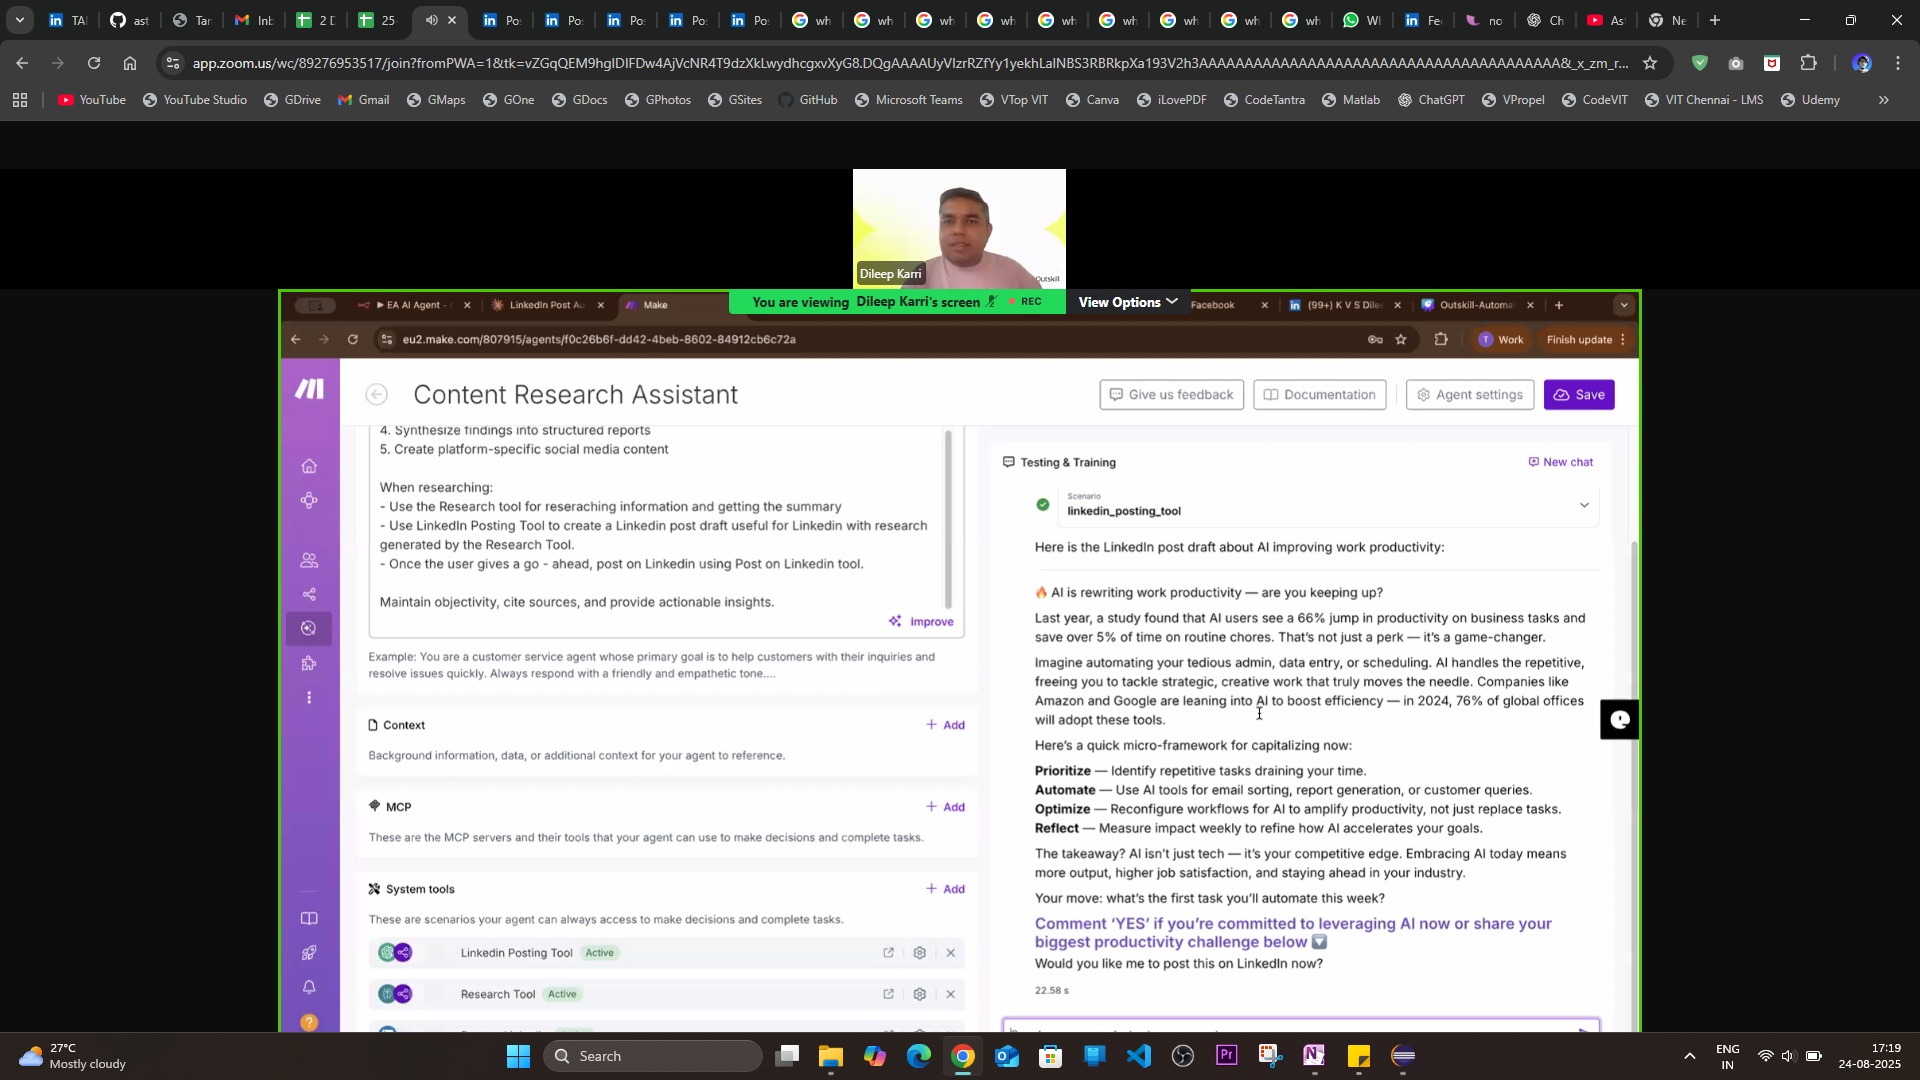 TA
ast
Tar
Inb
2 D
25-
Po
Po
Po
Po
Po
wh
wh
wh
wh
wh
wh
wh
wh
wh
W
Fe
no
Ch
As
Ne
app.zoom.us/wc/89276953517/join?fromPWA=1&tk=
YouTube
YouTube Studio
GDrive
Gmail
GMaps
GOne
GDocs
GPhotos
GSites
GitHub
Microsoft Teams
VTop VIT
Canva
iLovePDF
CodeTantra
Matlab
ChatGPT
VPropel
CodeVIT
VIT Chennai - LMS
Udemy
Outskill
Dileep Karri
You are viewing Dileep Karri's screen
REC
View Options
EA AI Agent -
LinkedIn Post Au
Make
Facebook
(99+) K V S Dile
Outskill-Automa
eu2.make.com/807915/agents/f0c26b6f-dd42-4beb-8602-84912cb6c72a
Work
Finish update
Content Research Assistant
Give us feedback
Documentation
Agent settings
Save
4. Synthesize findings into structured reports
5. Create platform-specific social media content
When researching:
- Use the Research tool for reseraching information and getting the summary
- Use LinkedIn Posting Tool to create a Linkedin post draft useful for Linkedin with research
generated by the Research Tool.
- Once the user gives a go - ahead, post on Linkedin using Post on Linkedin tool.
Maintain objectivity, cite sources, and provide actionable insights.
Improve
Example: You are a customer service agent whose primary goal is to help customers with their inquiries and
resolve issues quickly. Always respond with a friendly and empathetic tone....
Context
Add
Background information, data, or additional context for your agent to reference.
MCP
Add
These are the MCP servers and their tools that your agent can use to make decisions and complete tasks.
System tools
Add
These are scenarios your agent can always access to make decisions and complete tasks.
Linkedin Posting Tool
Active
Research Tool
Active
Testing & Training
New chat
Scenario
linkedin_posting_tool
Here is the LinkedIn post draft about AI improving work productivity:
🔥 AI is rewriting work productivity — are you keeping up?
Last year, a study found that AI users see a 66% jump in productivity on business tasks and
save over 5% of time on routine chores. That's not just a perk — it's a game-changer.
Imagine automating your tedious admin, data entry, or scheduling. AI handles the repetitive,
freeing you to tackle strategic, creative work that truly moves the needle. Companies like
Amazon and Google are leaning into AI to boost efficiency — in 2024, 76% of global offices
will adopt these tools.
Here's a quick micro-framework for capitalizing now:
Prioritize — Identify repetitive tasks draining your time.
Automate — Use AI tools for email sorting, report generation, or customer queries.
Optimize — Reconfigure workflows for AI to amplify productivity, not just replace tasks.
Reflect — Measure impact weekly to refine how AI accelerates your goals.
The takeaway? AI isn't just tech — it's your competitive edge. Embracing AI today means
more output, higher job satisfaction, and staying ahead in your industry.
Your move: what's the first task you'll automate this week?
Comment ‘YES’ if you're committed to leveraging AI now or share your
biggest productivity challenge below 🔽
Would you like me to post this on LinkedIn now?
22.58 s
27°C
Mostly cloudy
Search
ENG
IN
17:19
24-08-2025